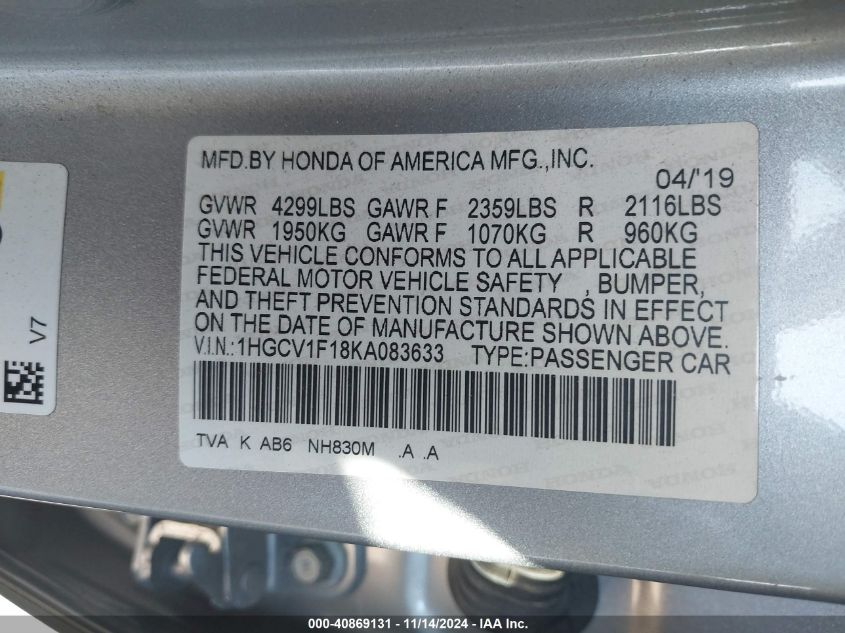 MFD.BY HONDA OF AMERICA MFG.,INC.
04/'19
GVWR 4299LBS GAWR F 2359LBS R 2116LBS
GVWR 1950KG GAWR F 1070KG R 960KG
THIS VEHICLE CONFORMS TO ALL APPLICABLE
FEDERAL MOTOR VEHICLE SAFETY , BUMPER,
AND THEFT PREVENTION STANDARDS IN EFFECT
ON THE DATE OF MANUFACTURE SHOWN ABOVE.
V.I.N.:1HGCV1F18KA083633 TYPE:PASSENGER CAR
TVA K AB6 NH830M .A .A
V7
000-40869131 - 11/14/2024 - IAA Inc.